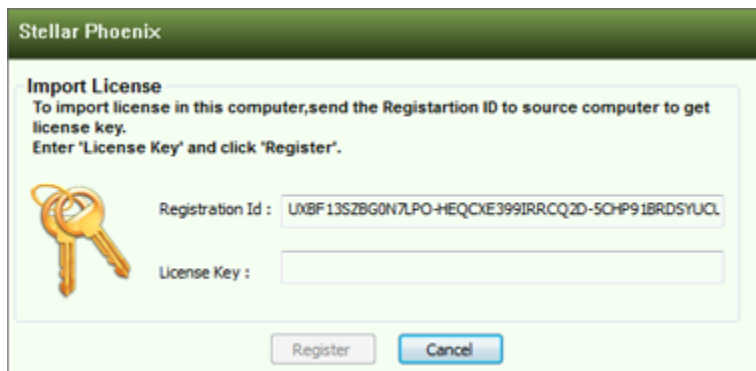 Stellar Phoenix
Import License
To import license in this computer,send the Registartion ID to source computer to get
license key.
Enter "License Key" and click "Register".
Registration Id : UXBF13SZBG0N7LPO-HEQCXE399IRRCQ2D-5CHP91BRDSYUCL
License Key :
Register Cancel